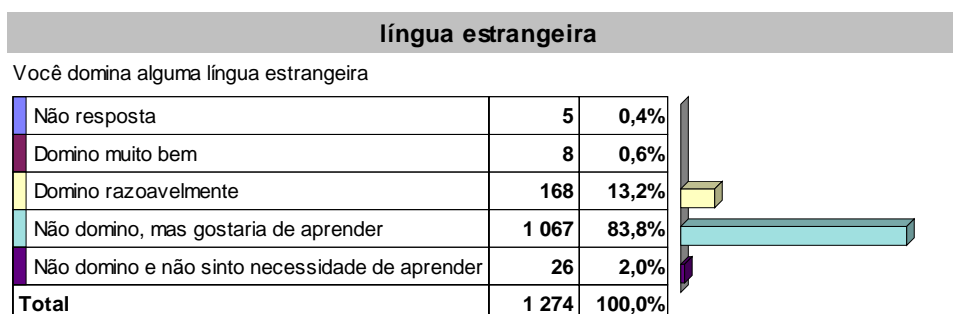 língua estrangeira
Você domina alguma língua estrangeira
Não resposta 5 0,4%
Domino muito bem 8 0,6%
Domino razoavelmente 168 13,2%
Não domino, mas gostaria de aprender 1 067 83,8%
Não domino e não sinto necessidade de aprender 26 2,0%
Total 1 274 100,0%